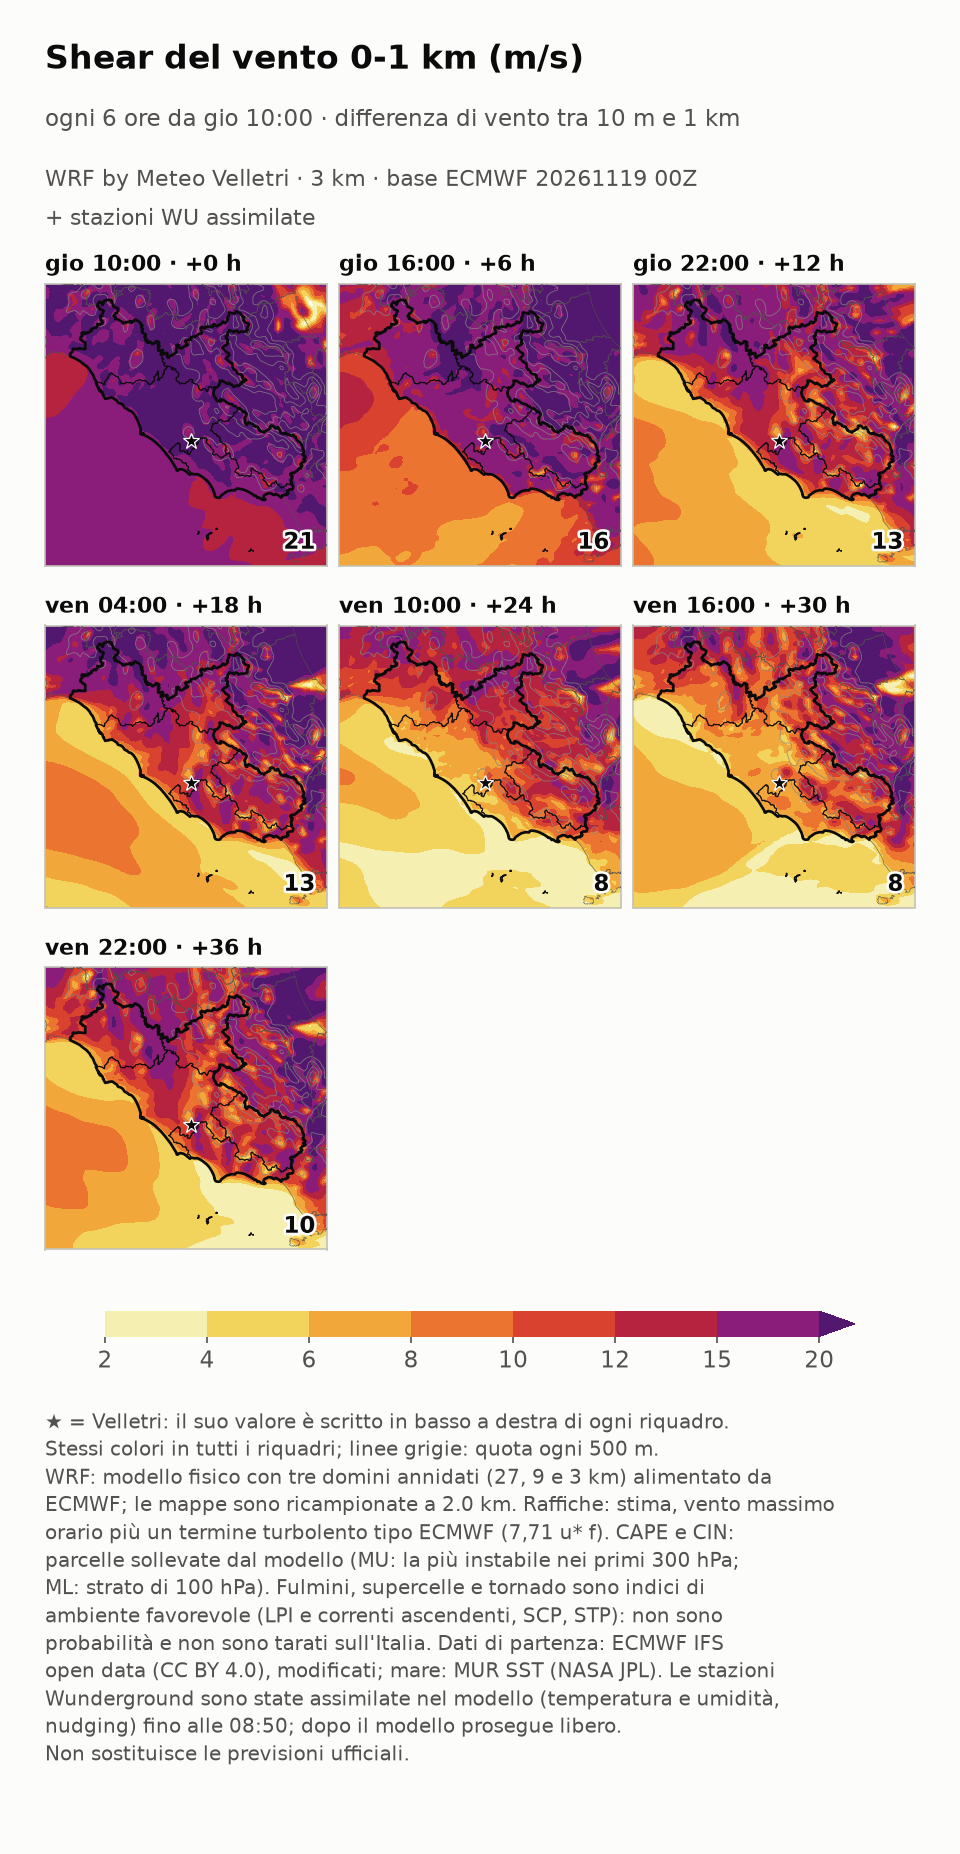 Shear del vento 0-1 km (m/s)
ogni 6 ore da gio 10:00 · differenza di vento tra 10 m e 1 km
WRF by Meteo Velletri · 3 km · base ECMWF 20261119 00Z
+ stazioni WU assimilate
gio 10:00 · +0 h
gio 16:00 · +6 h
gio 22:00 · +12 h
21
16
13
ven 04:00 · +18 h
ven 10:00 · +24 h
ven 16:00 · +30 h
13
8
8
ven 22:00 · +36 h
10
2 4 6 8 10 12 15 20
★ = Velletri: il suo valore è scritto in basso a destra di ogni riquadro.
Stessi colori in tutti i riquadri; linee grigie: quota ogni 500 m.
WRF: modello fisico con tre domini annidati (27, 9 e 3 km) alimentato da
ECMWF; le mappe sono ricampionate a 2.0 km. Raffiche: stima, vento massimo
orario più un termine turbolento tipo ECMWF (7,71 u* f). CAPE e CIN:
parcelle sollevate dal modello (MU: la più instabile nei primi 300 hPa;
ML: strato di 100 hPa). Fulmini, supercelle e tornado sono indici di
ambiente favorevole (LPI e correnti ascendenti, SCP, STP): non sono
probabilità e non sono tarati sull'Italia. Dati di partenza: ECMWF IFS
open data (CC BY 4.0), modificati; mare: MUR SST (NASA JPL). Le stazioni
Wunderground sono state assimilate nel modello (temperatura e umidità,
nudging) fino alle 08:50; dopo il modello prosegue libero.
Non sostituisce le previsioni ufficiali.